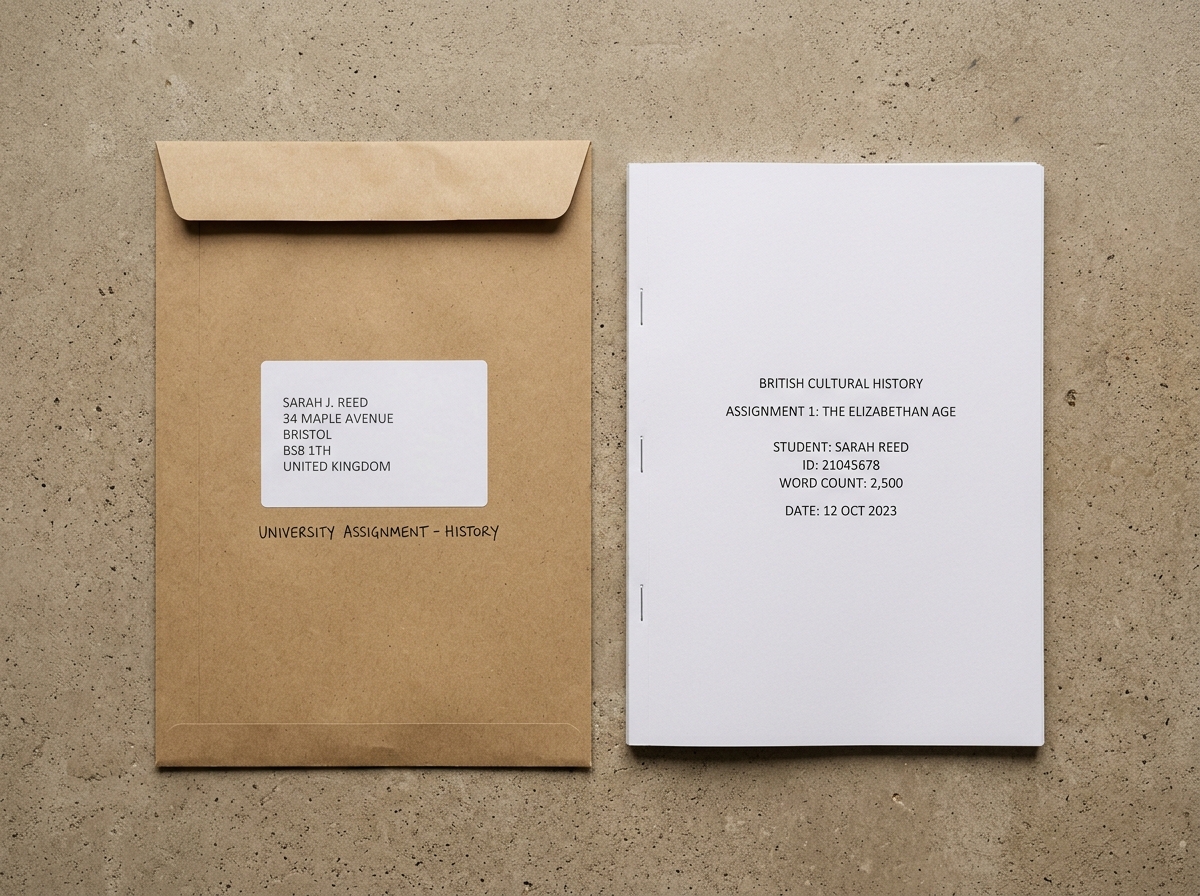 SARAH J. REED
34 MAPLE AVENUE
BRISTOL
BS8 1TH
UNITED KINGDOM
UNIVERSITY ASSIGNMENT - HISTORY
BRITISH CULTURAL HISTORY
ASSIGNMENT 1: THE ELIZABETHAN AGE
STUDENT: SARAH REED
ID: 21045678
WORD COUNT: 2,500
DATE: 12 OCT 2023